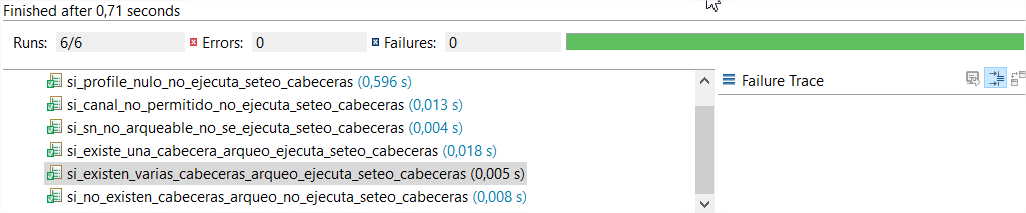 Finished after 0,71 seconds
Runs: 6/6 Errors: 0 Failures: 0
si_profile_nulo_no_ejecuta_seteo_cabeceras (0,596 s)
Failure Trace
si_canal_no_permitido_no_ejecuta_seteo_cabeceras (0,013 s)
si_sn_no_arqueable_no_se_ejecuta_seteo_cabeceras (0,004 s)
si_existe_una_cabecera_arqueo_ejecuta_seteo_cabeceras (0,018 s)
si_existen_varias_cabeceras_arqueo_ejecuta_seteo_cabeceras (0,005 s)
si_no_existen_cabeceras_arqueo_no_ejecuta_seteo_cabeceras (0,008 s)